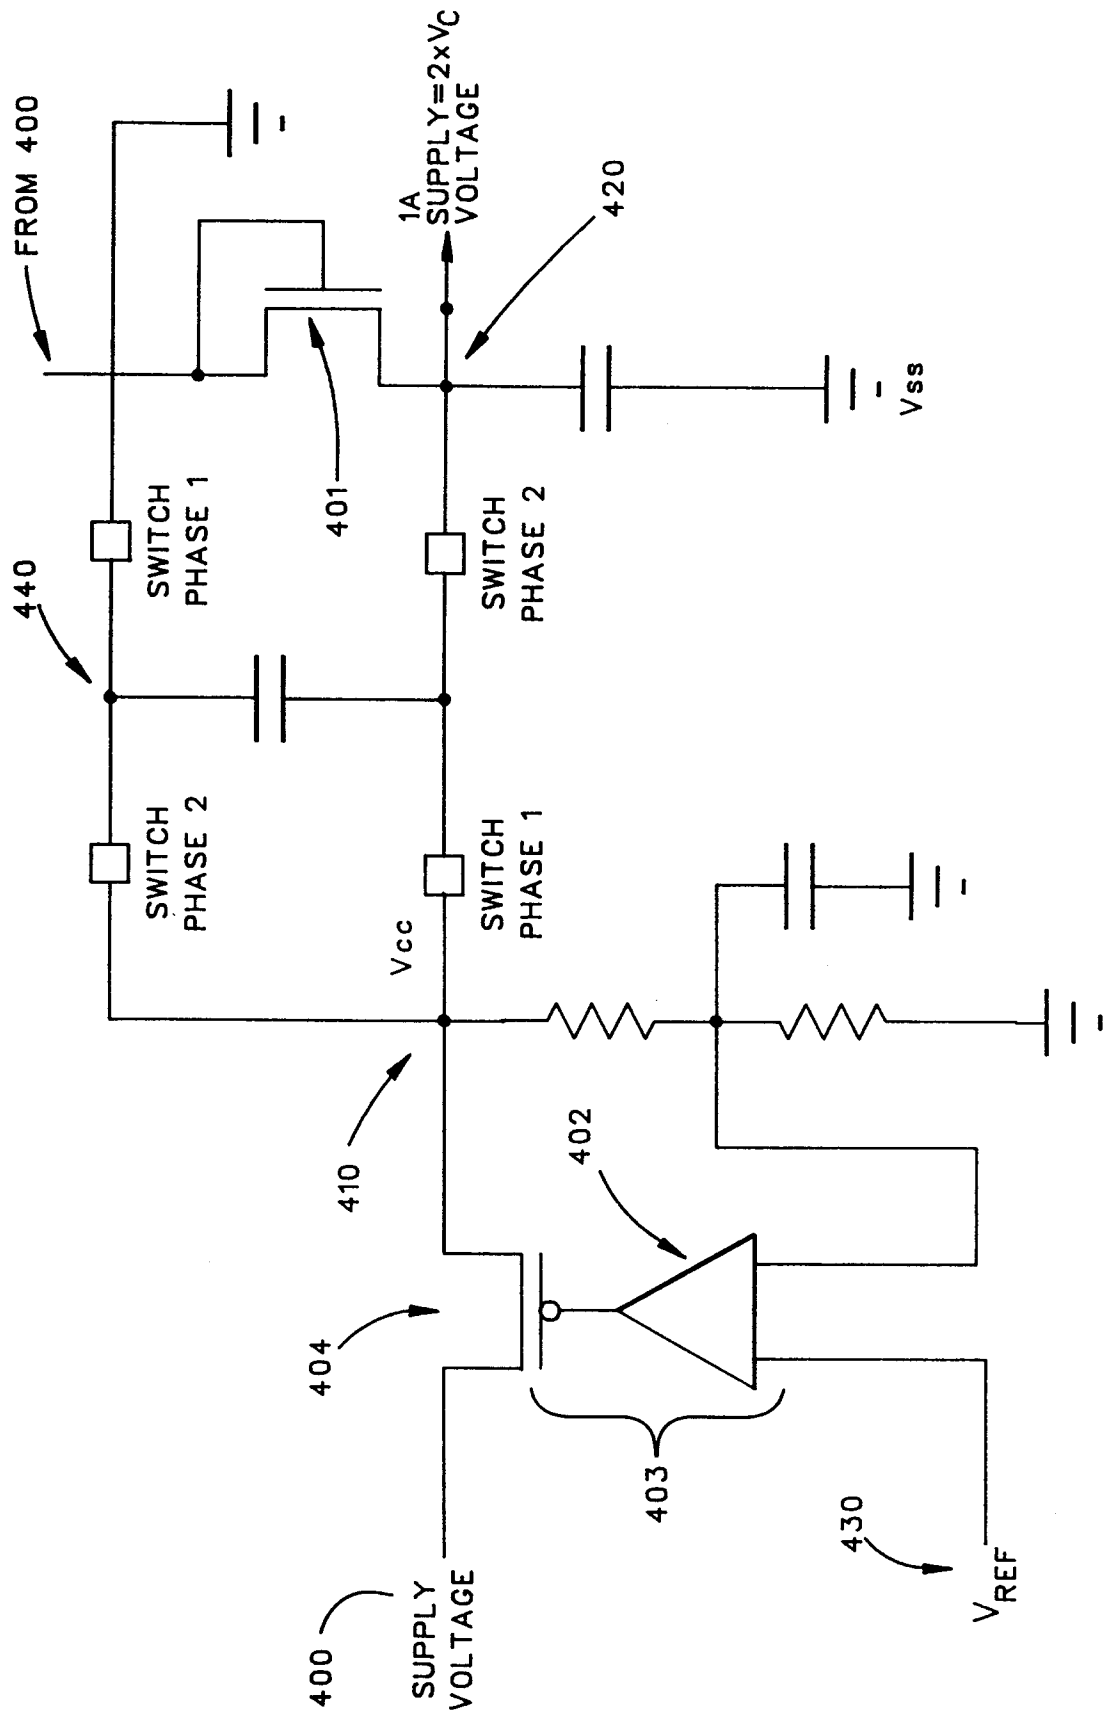 FROM 400
440
SWITCH
PHASE 2
SWITCH
PHASE 1
401
1A
SUPPLY=2xVC
VOLTAGE
420
Vcc
410
SWITCH
PHASE 1
SWITCH
PHASE 2
Vss
404
402
403
400
SUPPLY
VOLTAGE
430
VREF